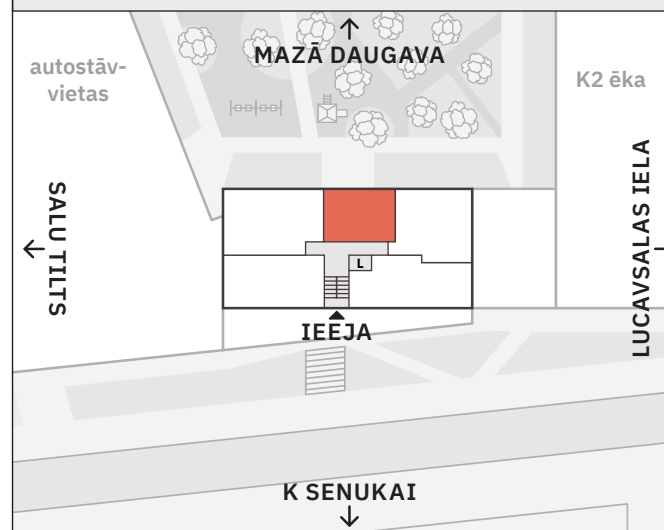 MAZĀ DAUGAVA
autostāv-
vietas
K2 ēka
SALU TILTS
LUCAVSALAS IELA
L
IEEJA
K SENUKAI